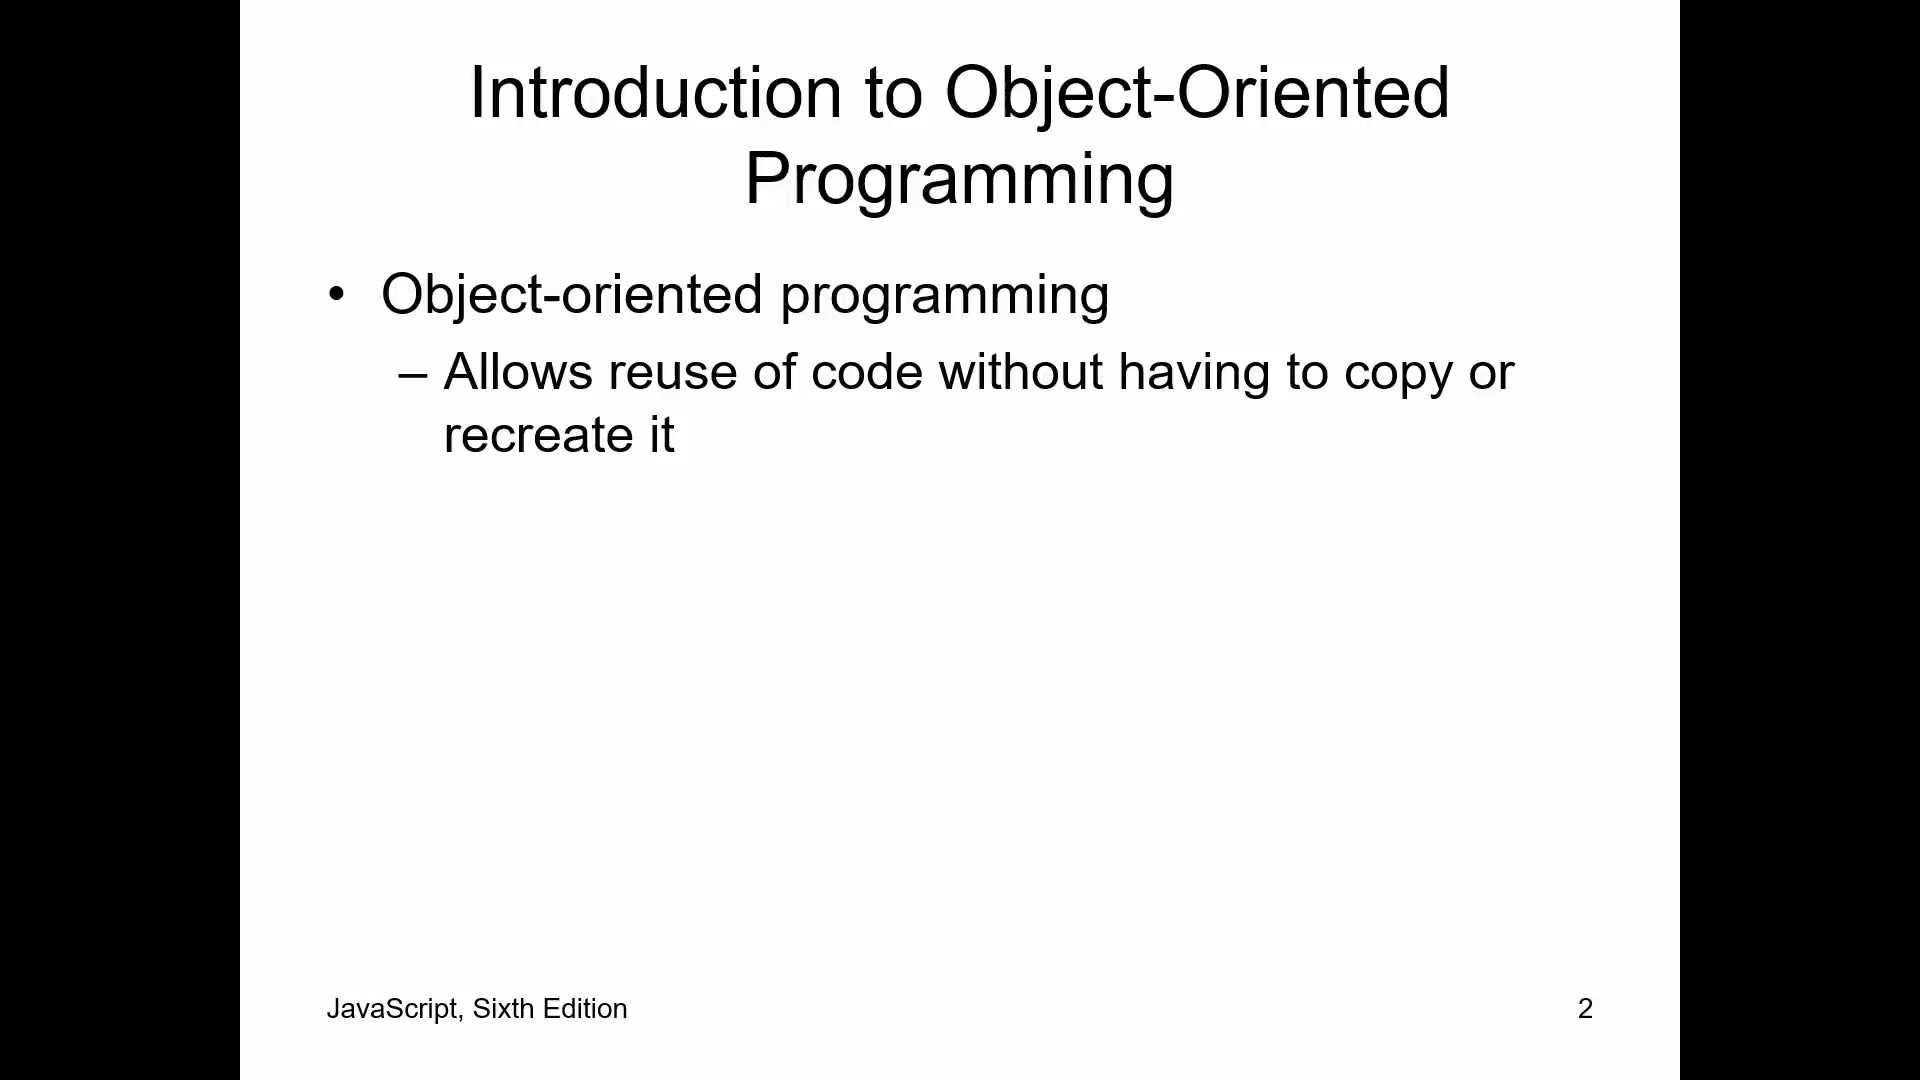 Introduction to Object-Oriented
Programming
• Object-oriented programming
– Allows reuse of code without having to copy or
recreate it
JavaScript, Sixth Edition
2